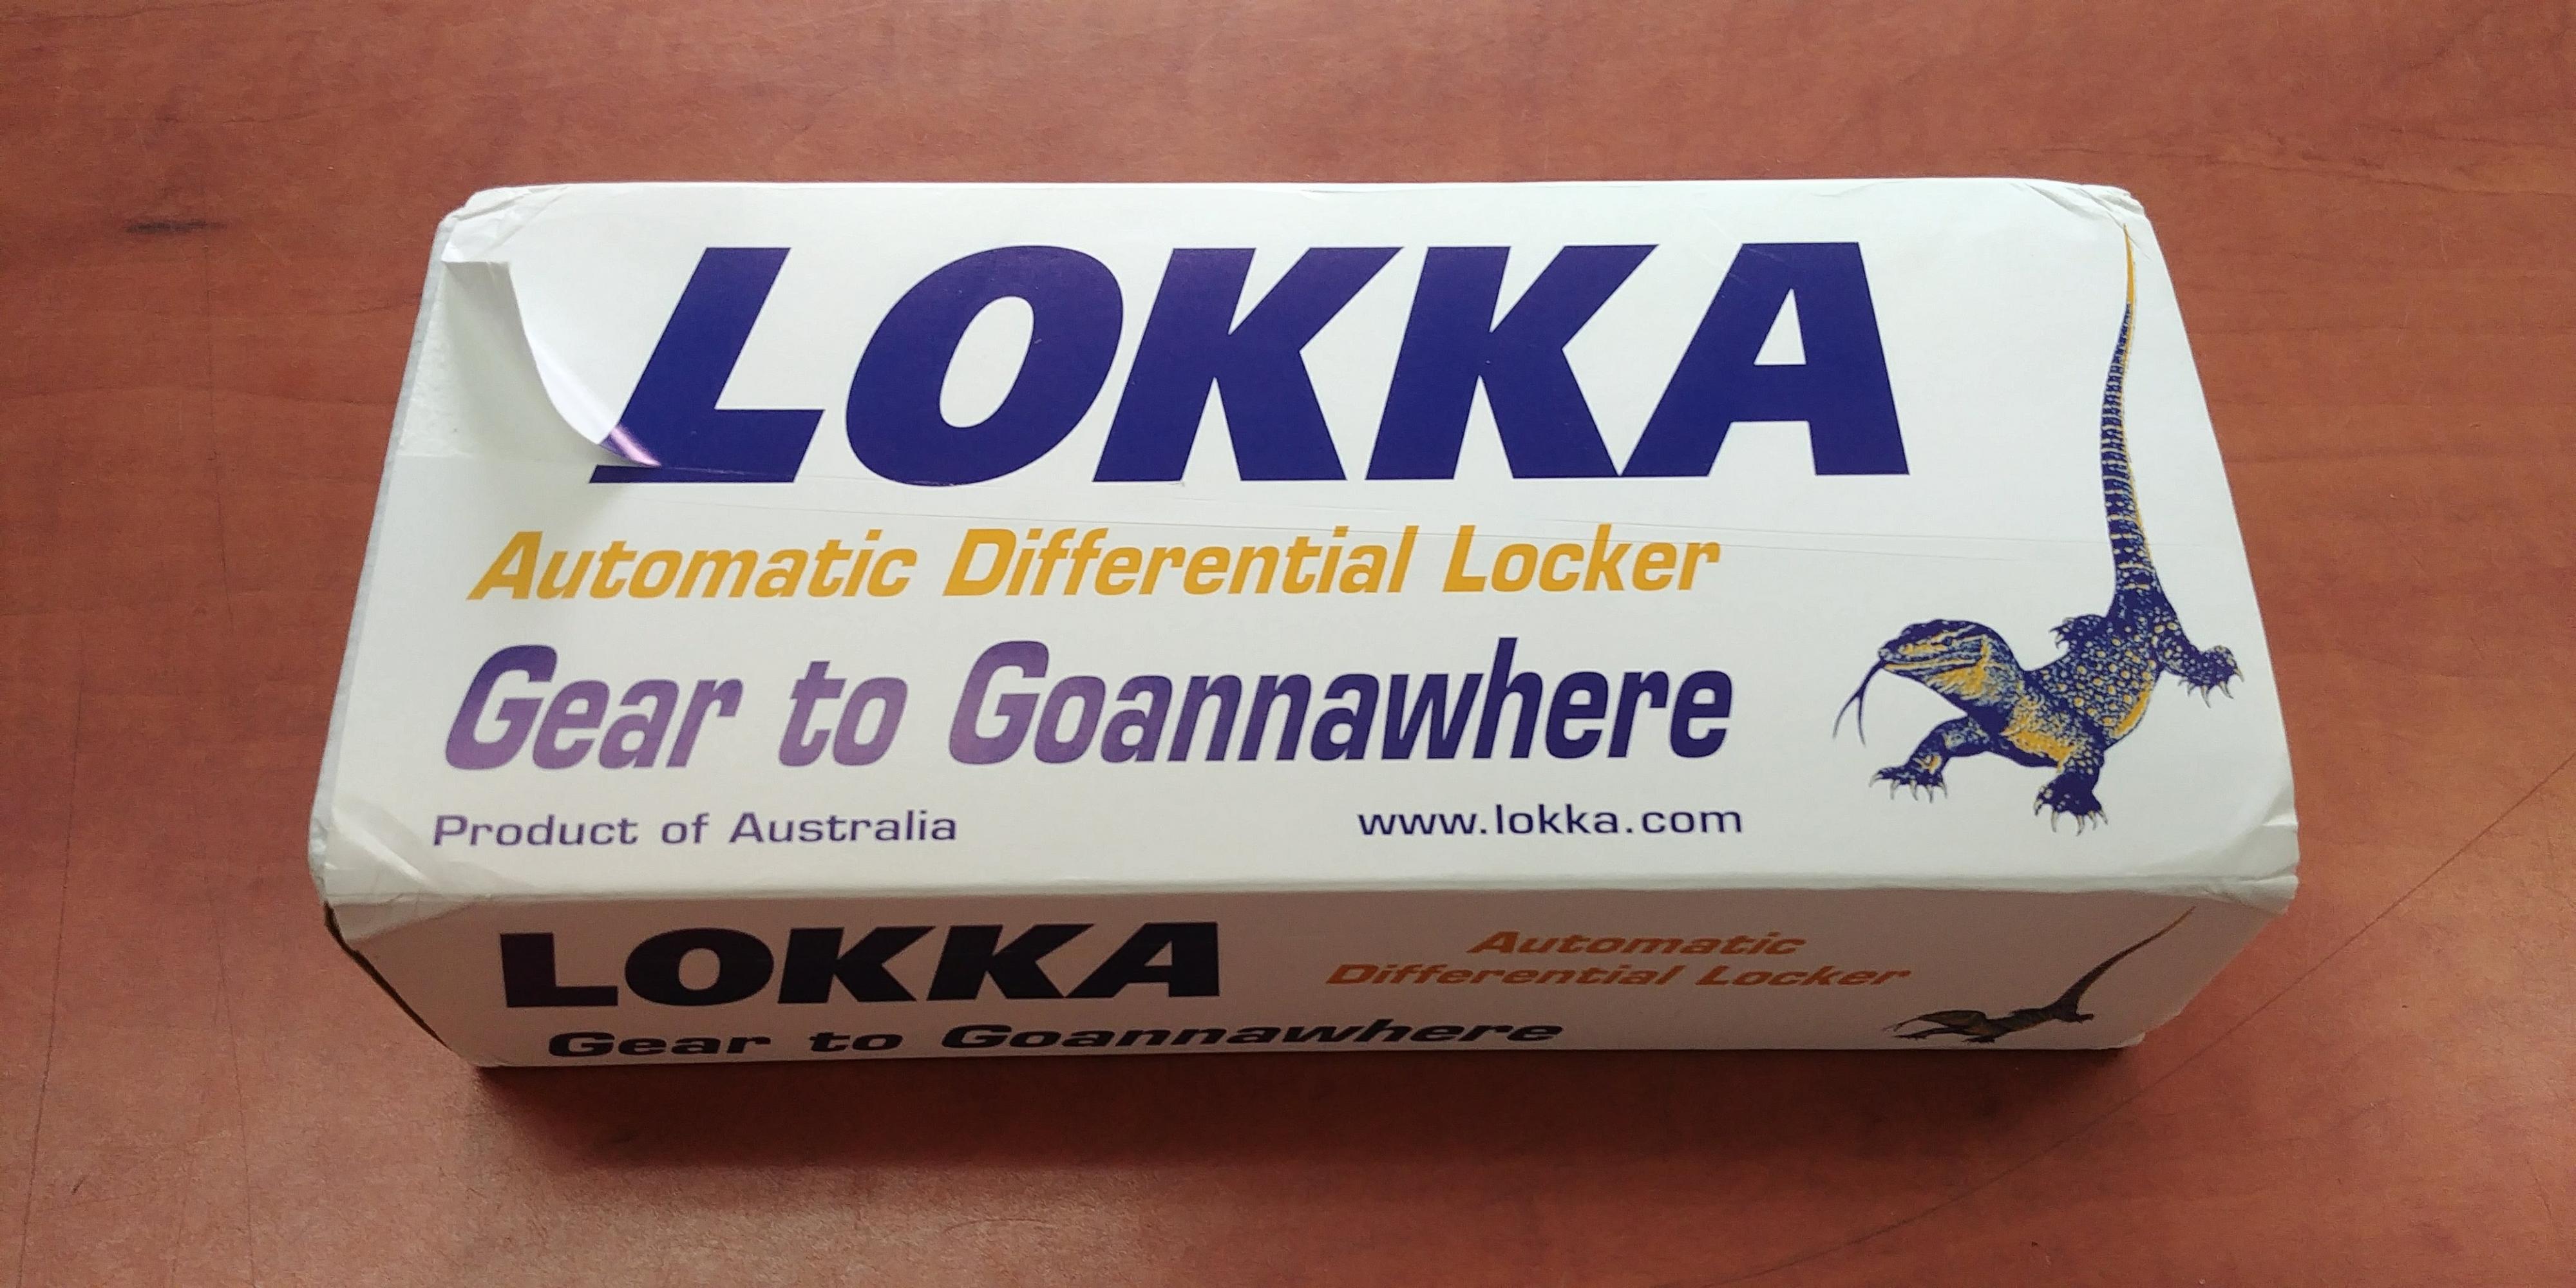 LOKKA
Automatic Differential Locker
Gear to Goannawhere
Product of Australia
www.lokka.com
LOKKA
Automatic
Differential Locker
Gear to Goannawhere